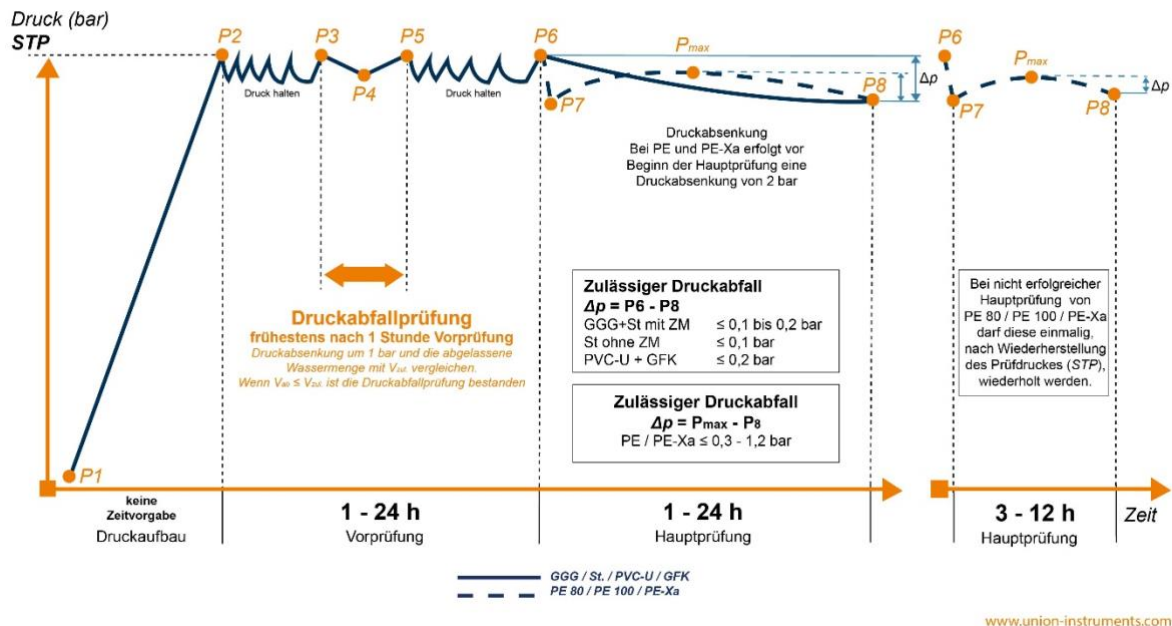 Druck (bar)
STP
P2
P3
P4
P5
P6
P7
Pmax
P8
Δp
P6
Pmax
P7
P8
Δp
Druck halten
Druck halten
Druckabsenkung
Bei PE und PE-Xa erfolgt vor
Beginn der Hauptprüfung eine
Druckabsenkung von 2 bar
Druckabfallprüfung
frühestens nach 1 Stunde Vorprüfung
Druckabsenkung um 1 bar und die abgelassene
Wassermenge mit Vzul. vergleichen.
Wenn Vab ≤ Vzul. ist die Druckabfallprüfung bestanden
Zulässiger Druckabfall
Δp = P6 - P8
GGG+St mit ZM ≤ 0,1 bis 0,2 bar
St ohne ZM ≤ 0,1 bar
PVC-U + GFK ≤ 0,2 bar
Zulässiger Druckabfall
Δp = Pmax - P8
PE / PE-Xa ≤ 0,3 - 1,2 bar
Bei nicht erfolgreicher
Hauptprüfung von
PE 80 / PE 100 / PE-Xa
darf diese einmalig,
nach Wiederherstellung
des Prüfdruckes (STP),
wiederholt werden.
P1
keine
Zeitvorgabe
Druckaufbau
1 - 24 h
Vorprüfung
1 - 24 h
Hauptprüfung
3 - 12 h
Hauptprüfung
Zeit
GGG / St. / PVC-U / GFK
PE 80 / PE 100 / PE-Xa
www.union-instruments.com